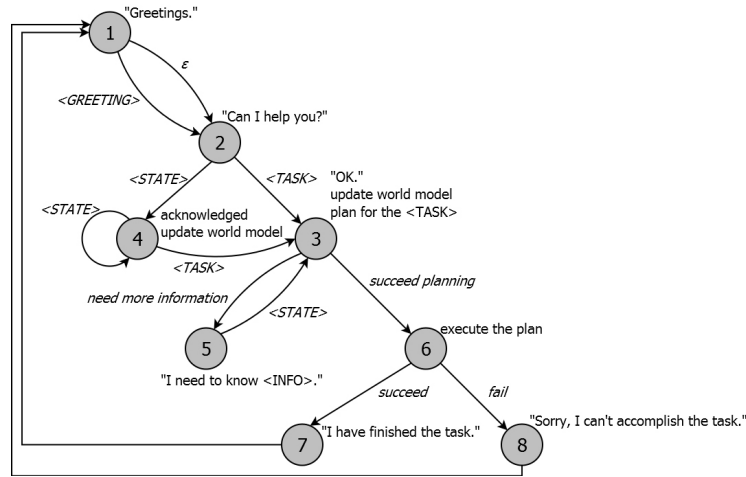 "Greetings."
1
ε
<GREETING>
"Can I help you?"
2
<STATE>
<TASK>
"OK."
update world model
plan for the <TASK>
<STATE>
acknowledged
update world model
4
3
<TASK>
succeed planning
need more information
<STATE>
5
6
execute the plan
"I need to know <INFO>."
succeed
fail
"Sorry, I can't accomplish the task."
7
"I have finished the task."
8